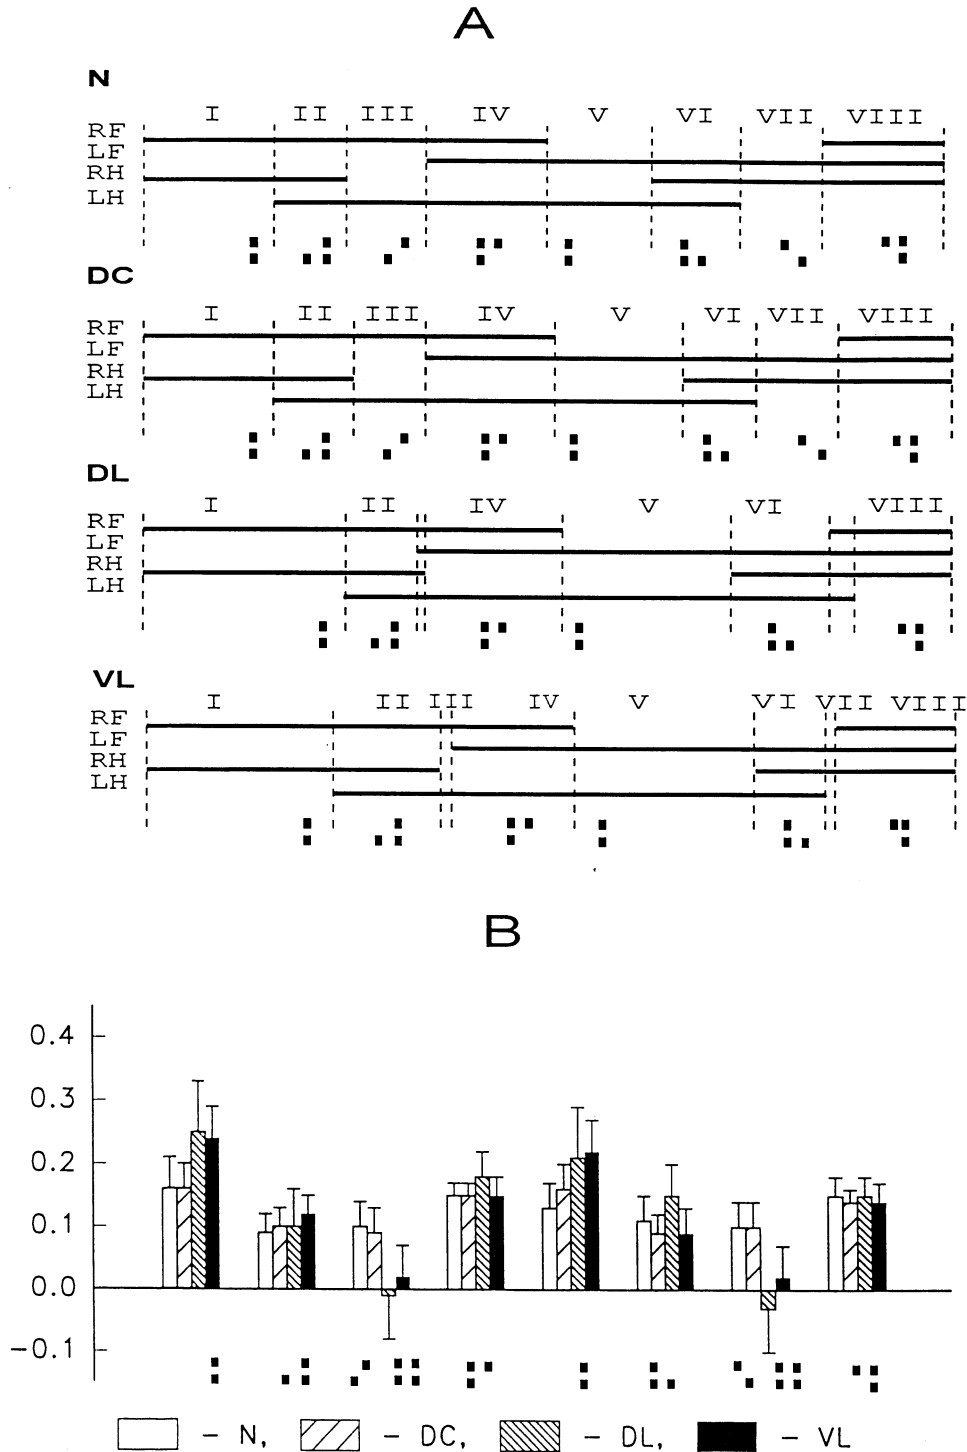 A
N
I II III IV V VI VII VIII
RF
LF
RH
LH
DC
I II III IV V VI VII VIII
RF
LF
RH
LH
DL
I II IV V VI VIII
RF
LF
RH
LH
VL
I II III IV V VI VII VIII
RF
LF
RH
LH
B
0.4
0.3
0.2
0.1
0.0
-0.1
- N, - DC, - DL, - VL